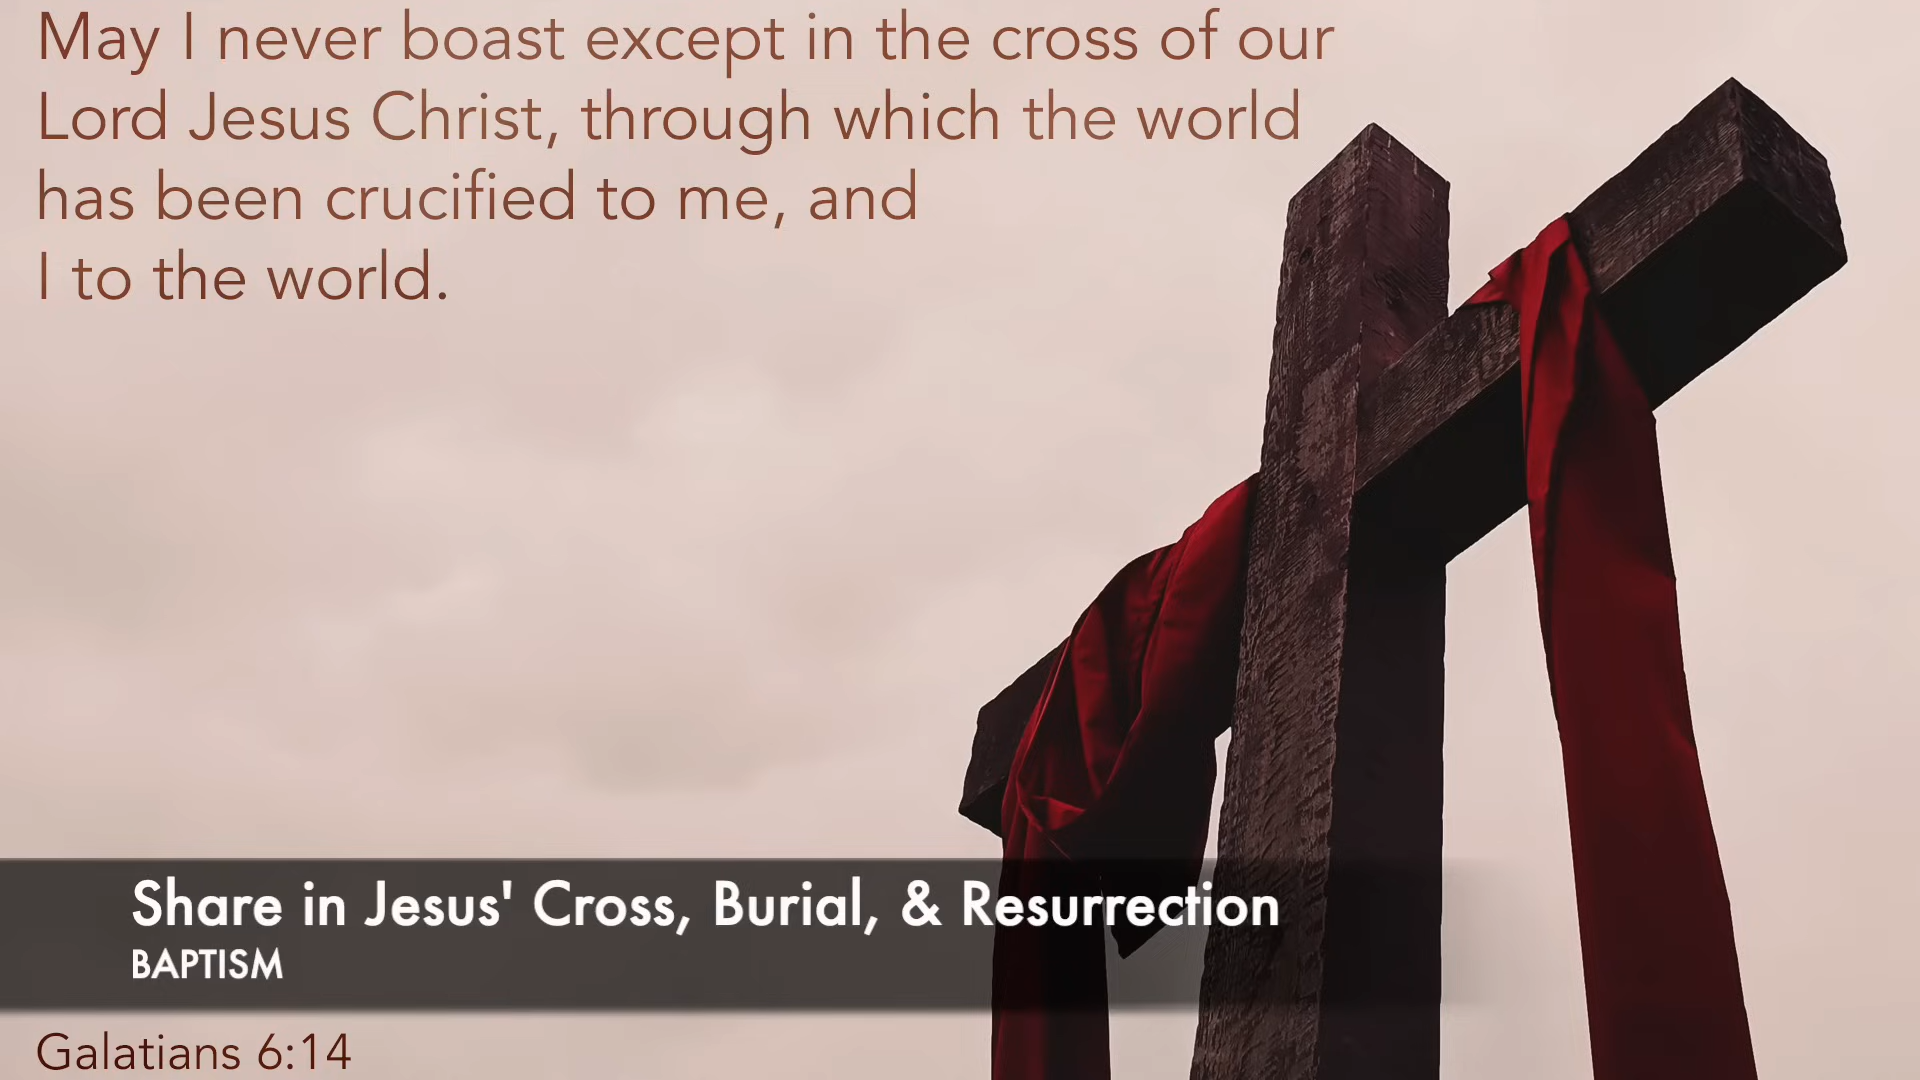 May I never boast except in the cross of our
Lord Jesus Christ, through which the world
has been crucified to me, and
I to the world.
Share in Jesus' Cross, Burial, & Resurrection
BAPTISM
Galatians 6:14